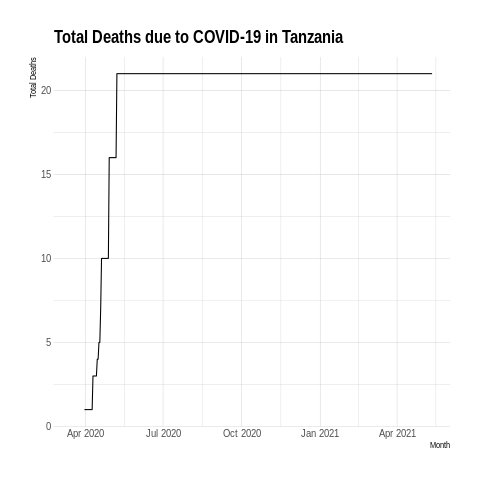 Total Deaths due to COVID-19 in Tanzania
Total Deaths
20
15
10
5
0
Apr 2020 Jul 2020 Oct 2020 Jan 2021 Apr 2021
Month